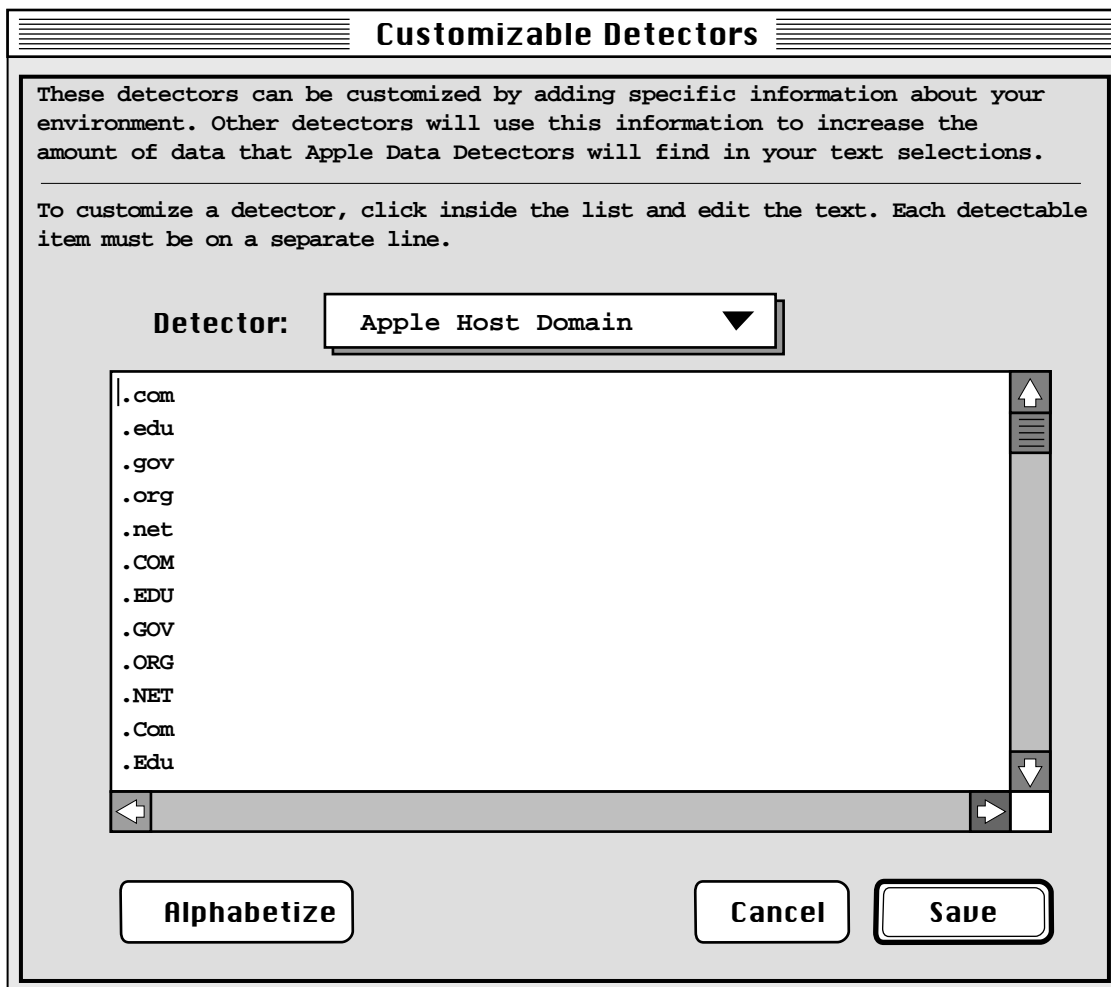 Customizable Detectors
These detectors can be customized by adding specific information about your
environment. Other detectors will use this information to increase the
amount of data that Apple Data Detectors will find in your text selections.
To customize a detector, click inside the list and edit the text. Each detectable
item must be on a separate line.
Detector: Apple Host Domain
.com
.edu
.gov
.org
.net
.COM
.EDU
.GOV
.ORG
.NET
.Com
.Edu
Alphabetize Cancel Save